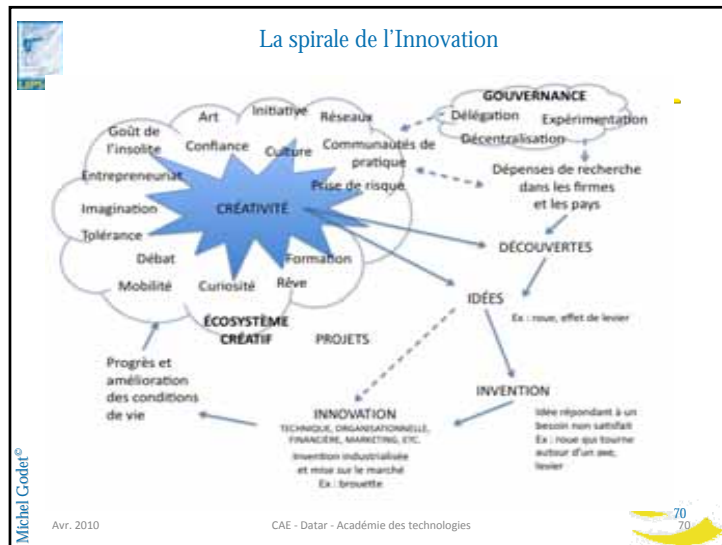 La spirale de l'Innovation
GOUVERNANCE
Délégation
Expérimentation
Décentralisation
Art
Initiative
Réseaux
Goût de
l'insolite
Confiance
Culture
Communautés de
pratique
Entrepreneuriat
Prise de risque
Imagination
CRÉATIVITÉ
Tolérance
Débat
Formation
Mobilité
Curiosité
Rêve
ÉCOSYSTÈME
CRÉATIF
PROJETS
Dépenses de recherche
dans les firmes
et les pays
DÉCOUVERTES
IDÉES
Ex : roue, effet de levier
INVENTION
Idée répondant à un
besoin non satisfait
Ex : roue qui tourne
autour d'un axe,
levier
INNOVATION
TECHNIQUE, ORGANISATIONNELLE,
FINANCIÈRE, MARKETING, ETC.
Invention industrialisée
et mise sur le marché
Ex : brouette
Progrès et
amélioration
des conditions
de vie
Michel Godet©
Avr. 2010
CAE - Datar - Académie des technologies
70
70